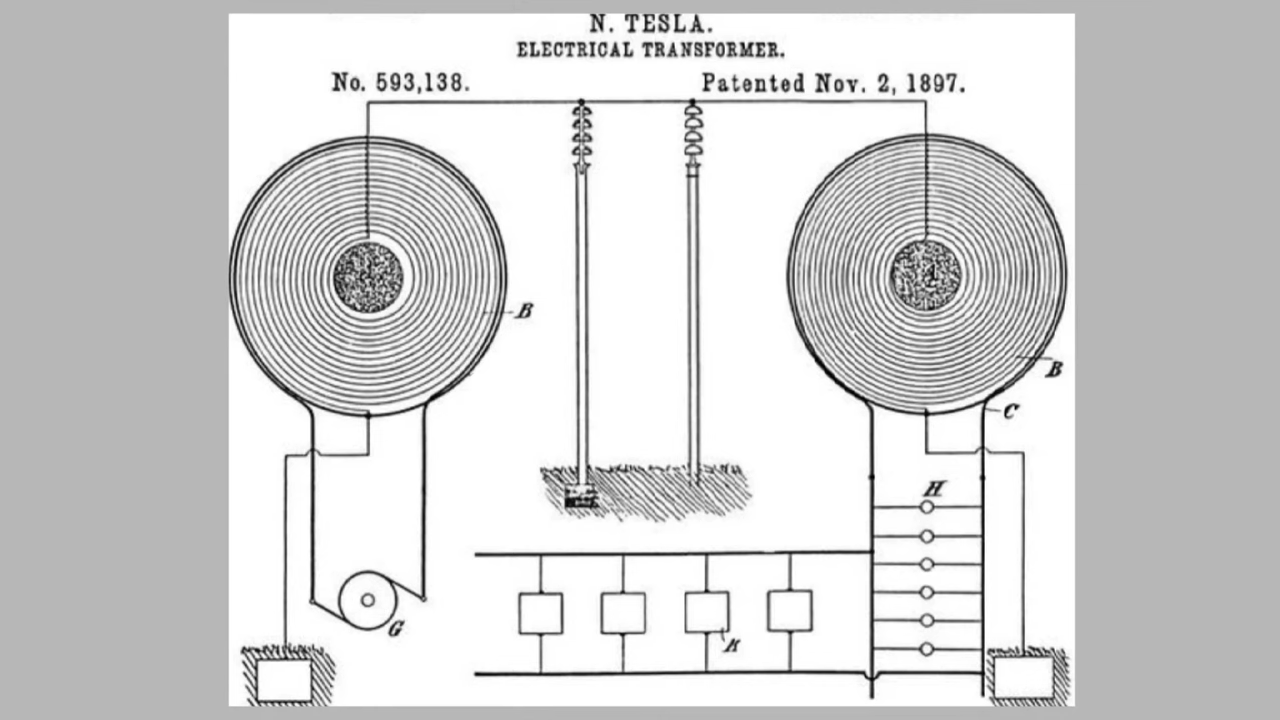 N. TESLA.
ELECTRICAL TRANSFORMER.
No. 593,138. Patented Nov. 2, 1897.
B
B
C
H
G
K